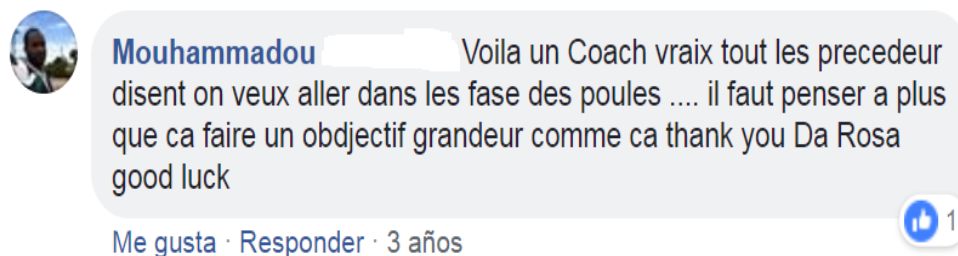 Mouhammadou Voila un Coach vraix tout les precedeur
disent on veux aller dans les fase des poules .... il faut penser a plus
que ca faire un obdjectif grandeur comme ca thank you Da Rosa
good luck
1
Me gusta · Responder · 3 años